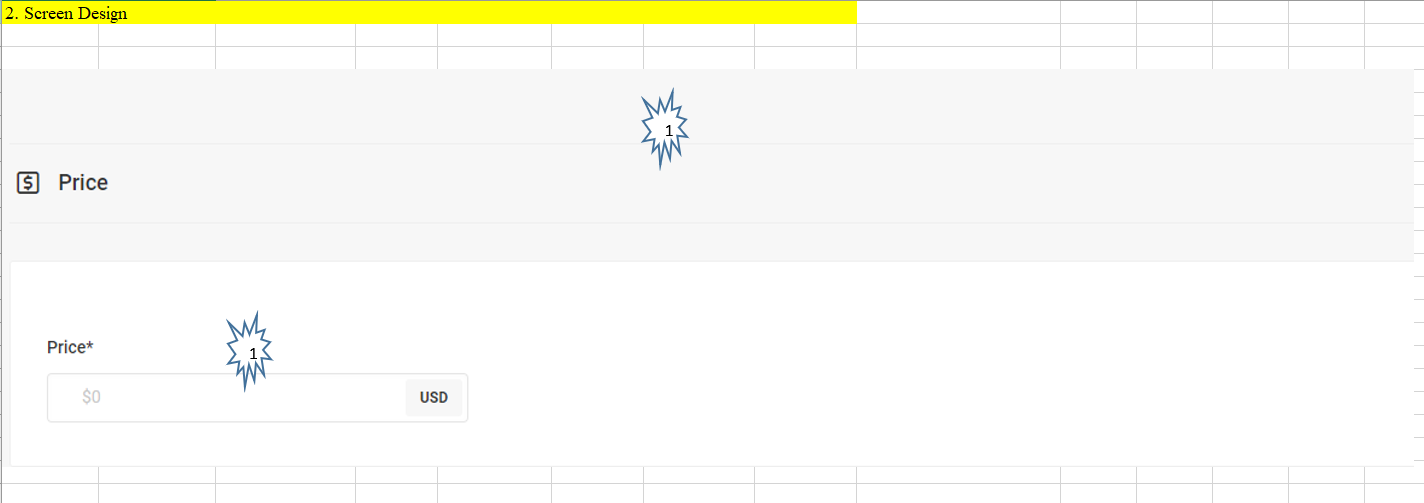 2. Screen Design
1
$ Price
Price*
1
$0 USD